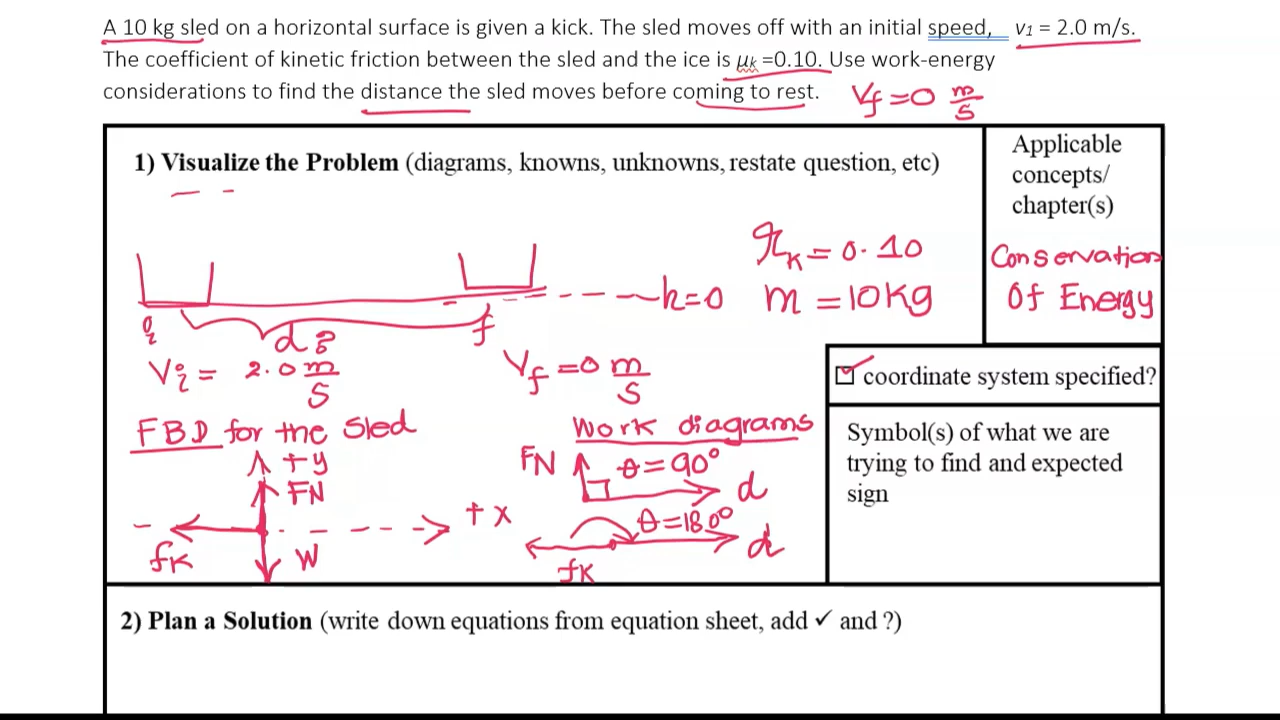 A 10 kg sled on a horizontal surface is given a kick. The sled moves off with an initial speed, v1 = 2.0 m/s.
The coefficient of kinetic friction between the sled and the ice is μk =0.10. Use work-energy
considerations to find the distance the sled moves before coming to rest. Vf=0 m/s
1) Visualize the Problem (diagrams, knowns, unknowns, restate question, etc)
Applicable
concepts/
chapter(s)
Conservation
Of Energy
μk = 0.10
h=0 m = 10kg
i d? f
Vi = 2.0 m/s Vf =0 m/s
coordinate system specified?
FBD for the Sled
+y
FN
+x
fk
W
Work diagrams
FN θ=90° d
θ=180° d
fk
Symbol(s) of what we are
trying to find and expected
sign
2) Plan a Solution (write down equations from equation sheet, add ✓ and ?)